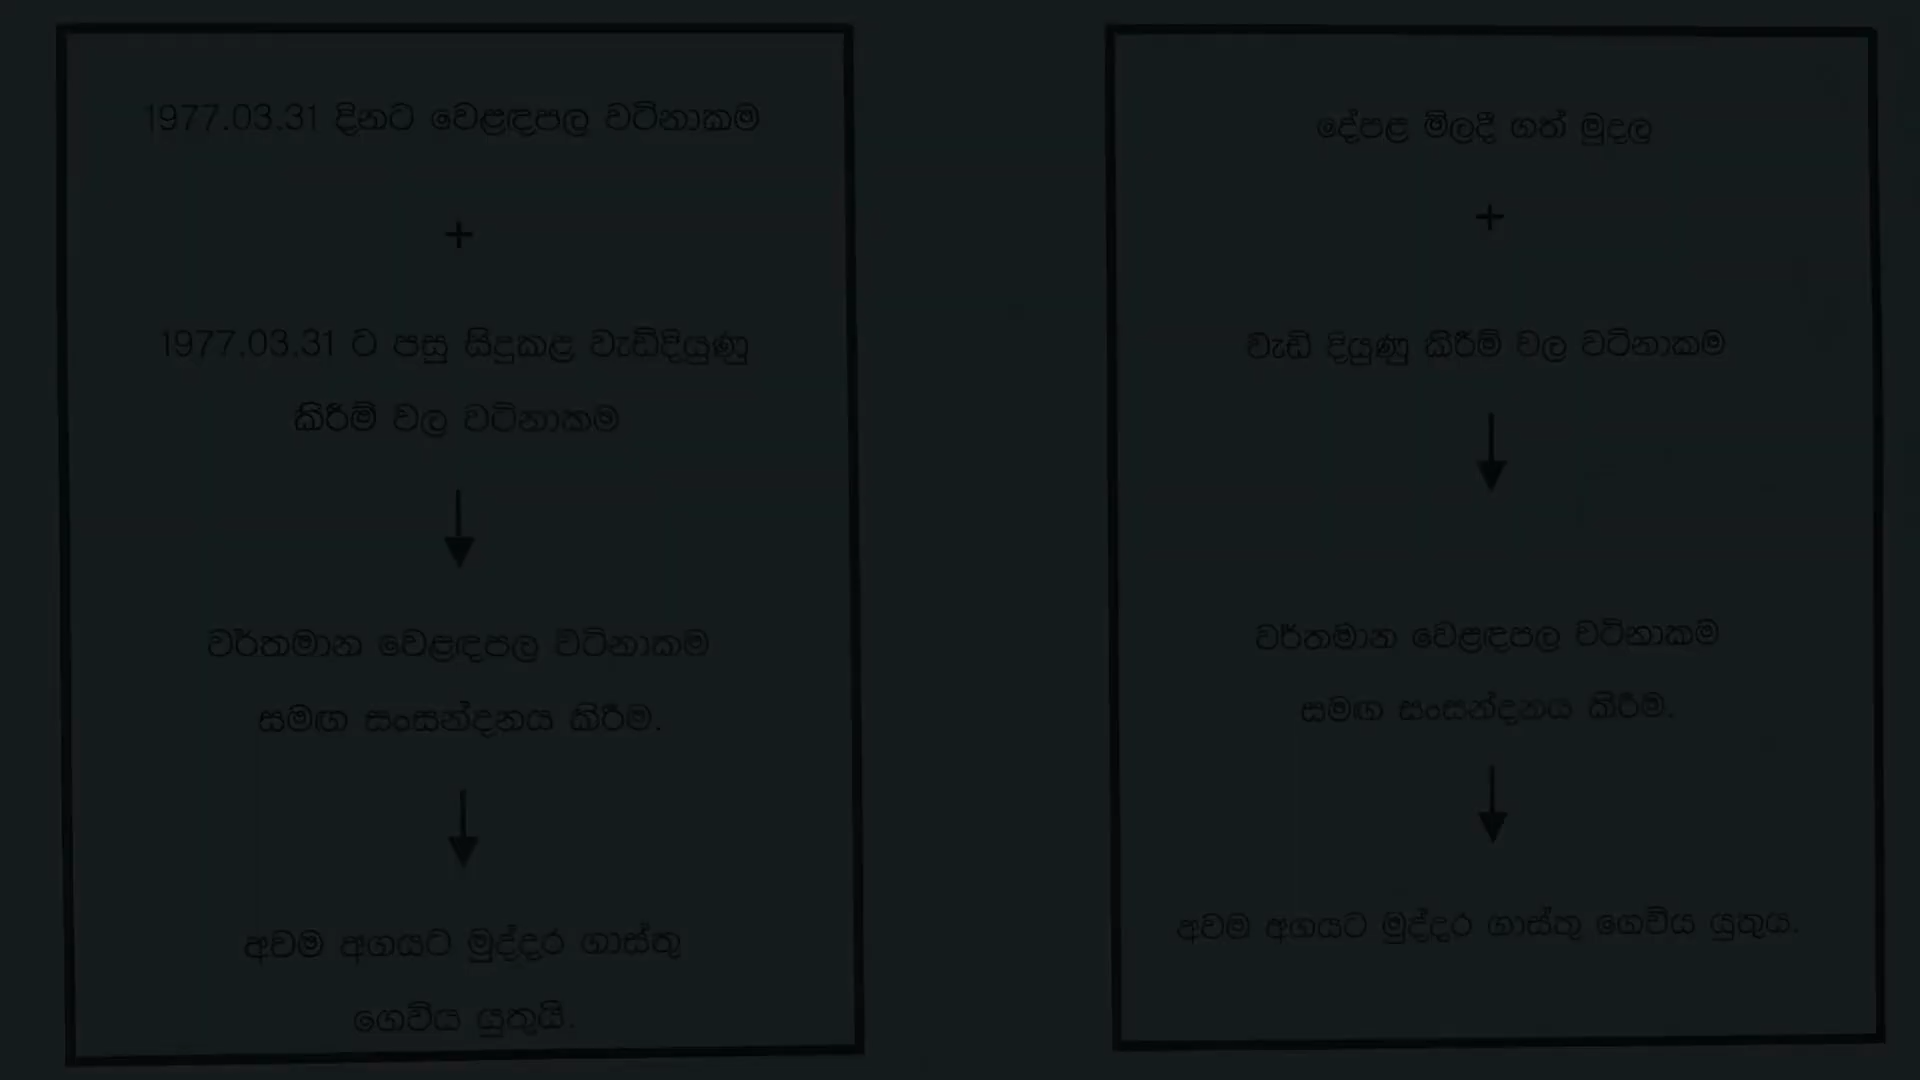 1977.03.31 දිනට වෙළඳපල වටිනාකම
+
1977.03.31 ට පසු සිදුකළ වැඩිදියුණු
කිරීම් වල වටිනාකම
වර්තමාන වෙළඳපල වටිනාකම
සමඟ සංසන්දනය කිරීම.
අවම අගයට මුද්දර ගාස්තු
ගෙවිය යුතුයි.
දේපළ මිලදී ගත් මුදල
+
වැඩි දියුණු කිරීම් වල වටිනාකම
වර්තමාන වෙළඳපල වටිනාකම
සමඟ සංසන්දනය කිරීම.
අවම අගයට මුද්දර ගාස්තු ගෙවිය යුතුය.